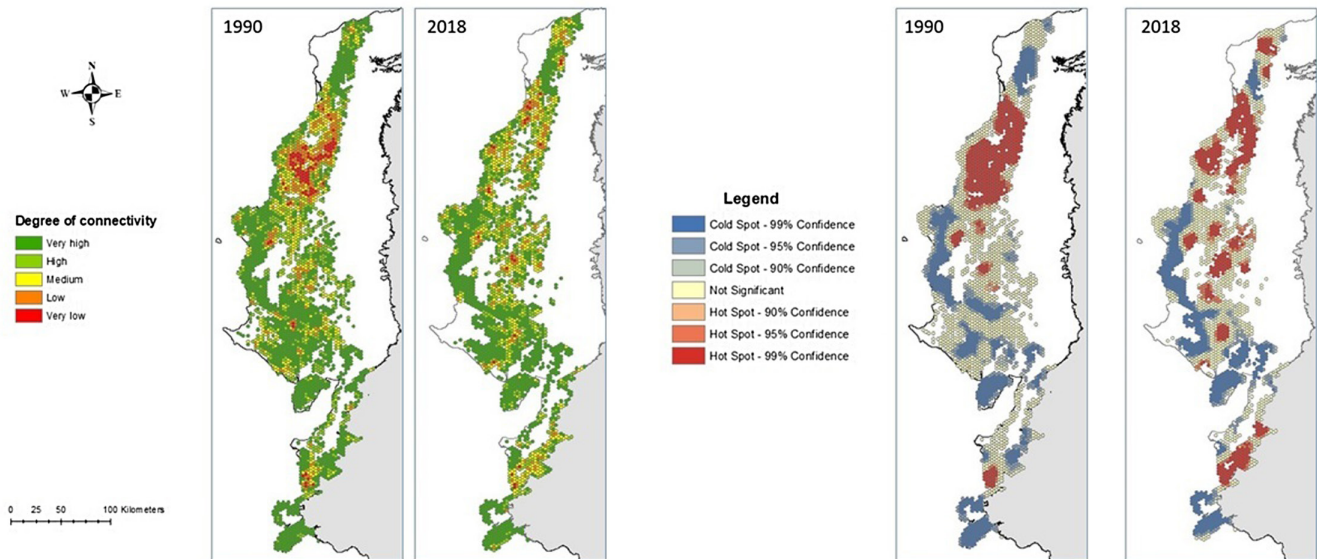 1990
2018
1990
2018
N
W E
S
Degree of connectivity
Very high
High
Medium
Low
Very low
Legend
Cold Spot - 99% Confidence
Cold Spot - 95% Confidence
Cold Spot - 90% Confidence
Not Significant
Hot Spot - 90% Confidence
Hot Spot - 95% Confidence
Hot Spot - 99% Confidence
0 25 50 100 Kilometers